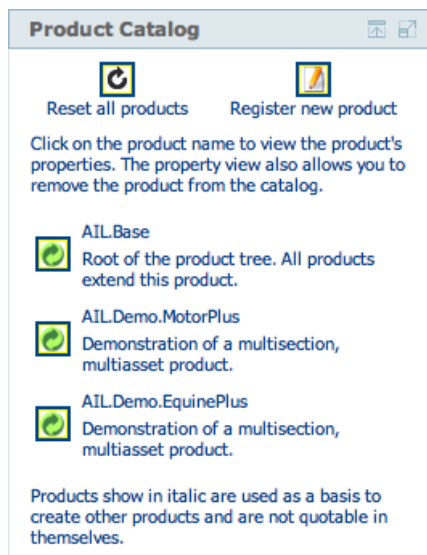 Product Catalog
Reset all products
Register new product
Click on the product name to view the product's
properties. The property view also allows you to
remove the product from the catalog.
AIL.Base
Root of the product tree. All products
extend this product.
AIL.Demo.MotorPlus
Demonstration of a multisection,
multiasset product.
AIL.Demo.EquinePlus
Demonstration of a multisection,
multiasset product.
Products show in italic are used as a basis to
create other products and are not quotable in
themselves.